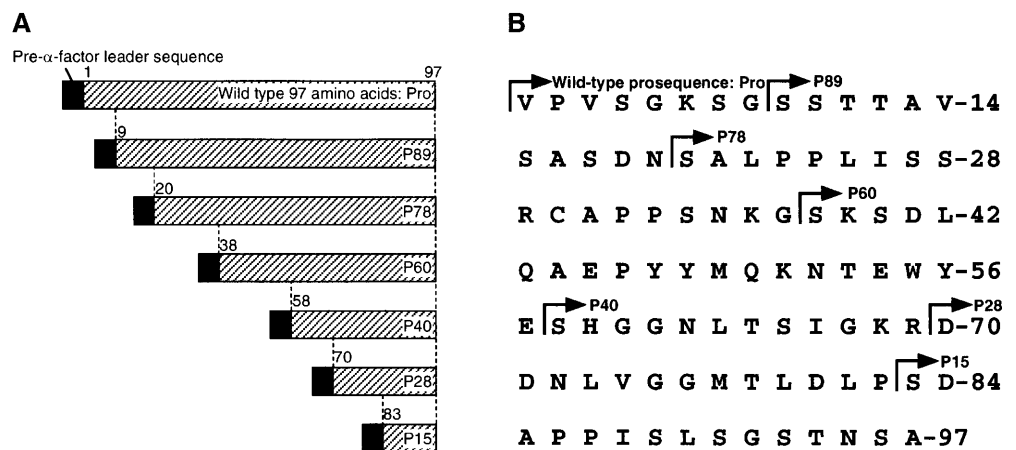 A
Pre-α-factor leader sequence
1
97
Wild type 97 amino acids: Pro
9
P89
20
P78
38
P60
58
P40
70
P28
83
P15
B
Wild-type prosequence: Pro
P89
V P V S G K S G S S T T A V-14
P78
S A S D N S A L P P L I S S-28
P60
R C A P P S N K G S K S D L-42
Q A E P Y Y M Q K N T E W Y-56
P40
P28
E S H G G N L T S I G K R D-70
P15
D N L V G G M T L D L P S D-84
A P P I S L S G S T N S A-97